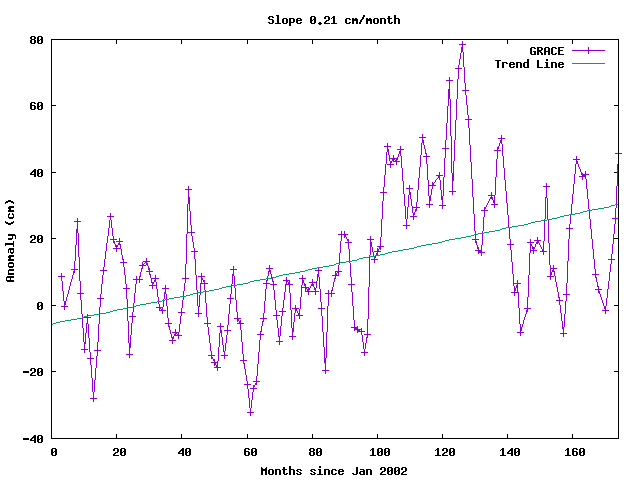 Slope 0.21 cm/month
GRACE
Trend Line
Anomaly (cm)
80
60
40
20
0
-20
-40
0 20 40 60 80 100 120 140 160
Months since Jan 2002